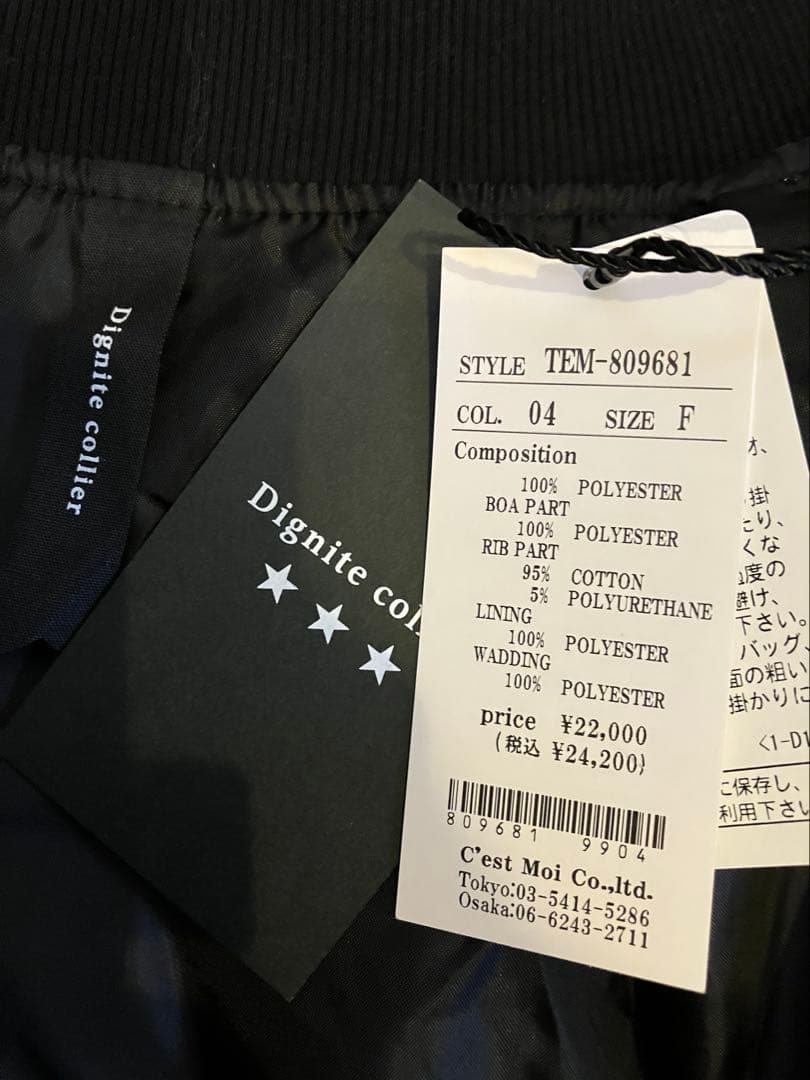 Dignite collier
Dignite col
STYLE TEM-809681
COL. 04 SIZE F
Composition
100% POLYESTER
BOA PART
100% POLYESTER
RIB PART
95% COTTON
5% POLYURETHANE
LINING
100% POLYESTER
WADDING
100% POLYESTER
price ¥22,000
(税込 ¥24,200)
809681 9904
C'est Moi Co.,ltd.
Tokyo:03-5414-5286
Osaka:06-6243-2711
掛
たり、
くな
度の
避け、
下さい。
バッグ、
面の粗い
掛かりに
<1-D1
に保存し、
利用下さい